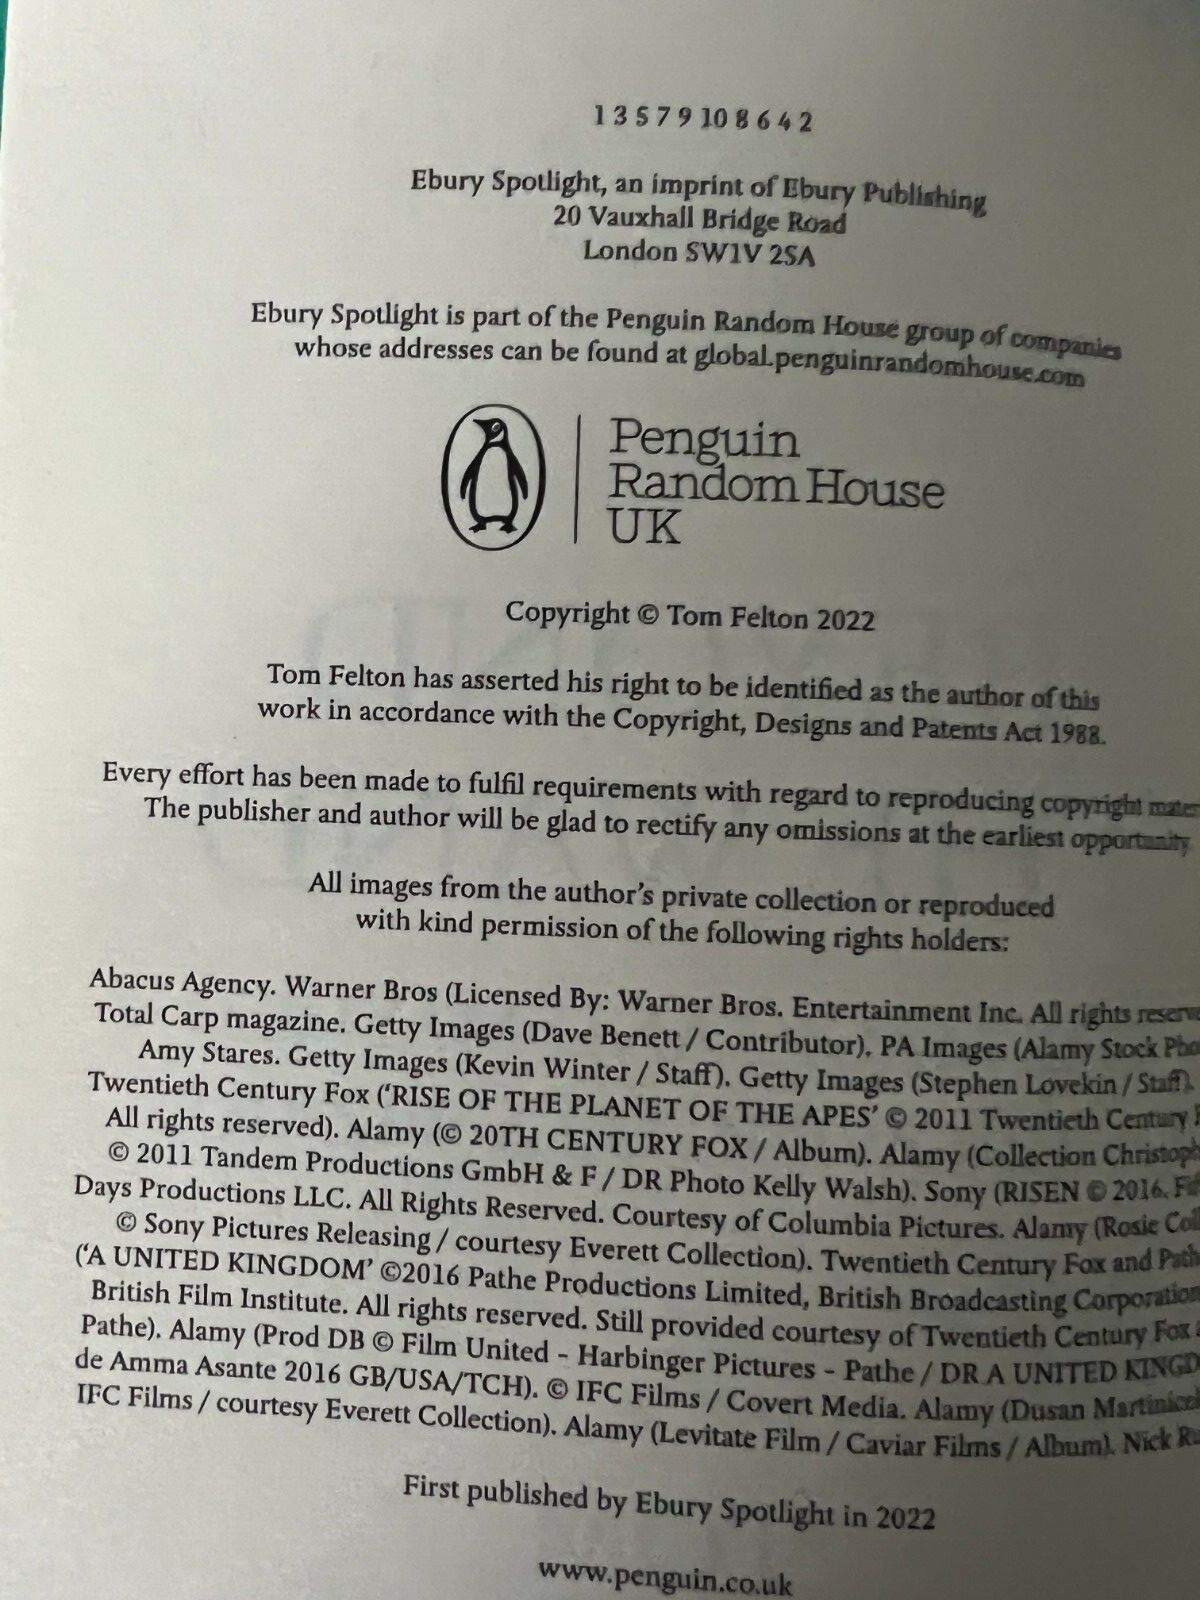 1 3 5 7 9 10 8 6 4 2
Ebury Spotlight, an imprint of Ebury Publishing
20 Vauxhall Bridge Road
London SW1V 2SA
Ebury Spotlight is part of the Penguin Random House group of companies
whose addresses can be found at global.penguinrandomhouse.com
Penguin
Random House
UK
Copyright © Tom Felton 2022
Tom Felton has asserted his right to be identified as the author of this
work in accordance with the Copyright, Designs and Patents Act 1988.
Every effort has been made to fulfil requirements with regard to reproducing copyright
The publisher and author will be glad to rectify any omissions at the earliest opportunity
All images from the author's private collection or reproduced
with kind permission of the following rights holders:
Abacus Agency. Warner Bros (Licensed By: Warner Bros. Entertainment Inc. All rights
Total Carp magazine. Getty Images (Dave Benett / Contributor). PA Images (Alamy Stock
Amy Stares. Getty Images (Kevin Winter / Staff). Getty Images (Stephen Lovekin / Staff).
Twentieth Century Fox ('RISE OF THE PLANET OF THE APES' © 2011 Twentieth Century
All rights reserved). Alamy (© 20TH CENTURY FOX / Album). Alamy (Collection
© 2011 Tandem Productions GmbH & F / DR Photo Kelly Walsh). Sony (RISEN © 2016.
Days Productions LLC. All Rights Reserved. Courtesy of Columbia Pictures. Alamy (Rosie
© Sony Pictures Releasing / courtesy Everett Collection). Twentieth Century Fox and
('A UNITED KINGDOM' ©2016 Pathe Productions Limited, British Broadcasting Corporation
British Film Institute. All rights reserved. Still provided courtesy of Twentieth Century Fox
Pathe). Alamy (Prod DB © Film United - Harbinger Pictures - Pathe / DR A UNITED
de Amma Asante 2016 GB/USA/TCH). © IFC Films / Covert Media. Alamy (Dusan
IFC Films / courtesy Everett Collection). Alamy (Levitate Film / Caviar Films / Album). Nick
First published by Ebury Spotlight in 2022
www.penguin.co.uk